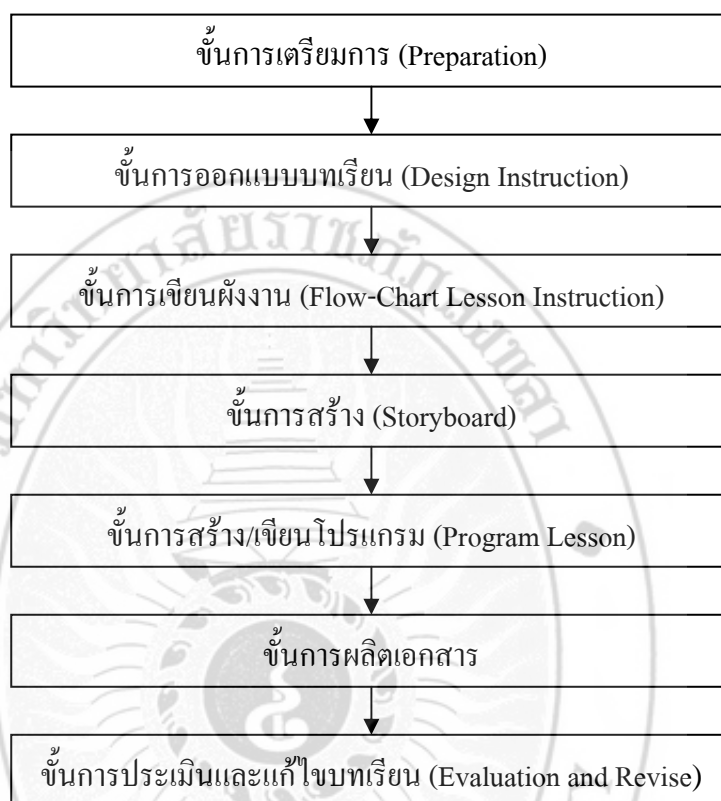 ขั้นการเตรียมการ (Preparation)
ขั้นการออกแบบบทเรียน (Design Instruction)
ขั้นการเขียนผังงาน (Flow-Chart Lesson Instruction)
ขั้นการสร้าง (Storyboard)
ขั้นการสร้าง/เขียนโปรแกรม (Program Lesson)
ขั้นการผลิตเอกสาร
ขั้นการประเมินและแก้ไขบทเรียน (Evaluation and Revise)